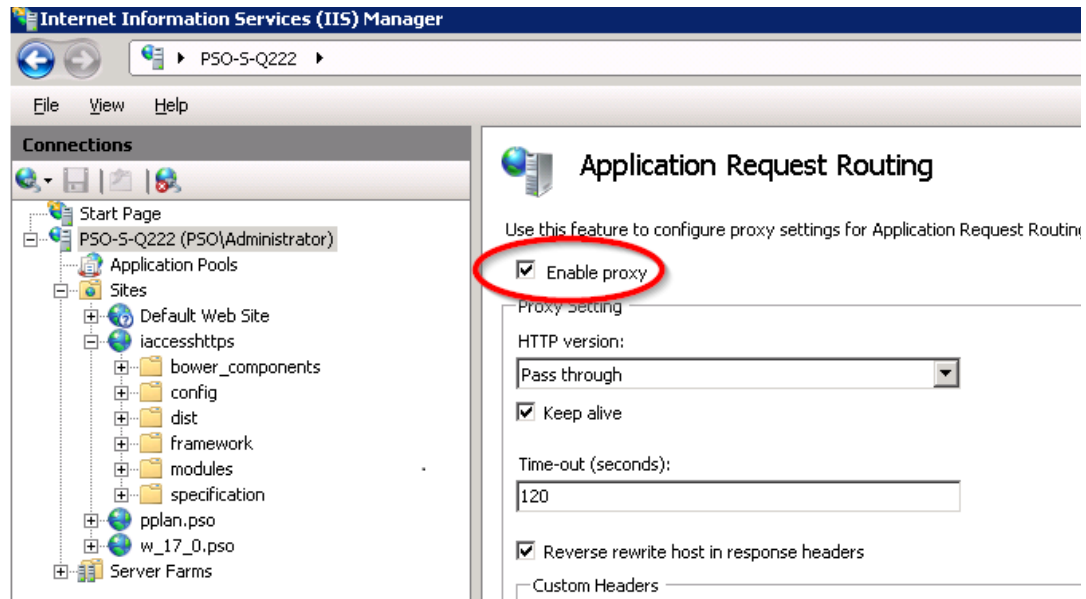 Internet Information Services (IIS) Manager
PSO-S-Q222
File View Help
Connections
Start Page
PSO-S-Q222 (PSO\Administrator)
Application Pools
Sites
Default Web Site
iaccesshttps
bower_components
config
dist
framework
modules
specification
pplan.pso
w_17_0.pso
Server Farms
Application Request Routing
Use this feature to configure proxy settings for Application Request Routing
Enable proxy
Proxy Setting
HTTP version:
Pass through
Keep alive
Time-out (seconds):
120
Reverse rewrite host in response headers
Custom Headers